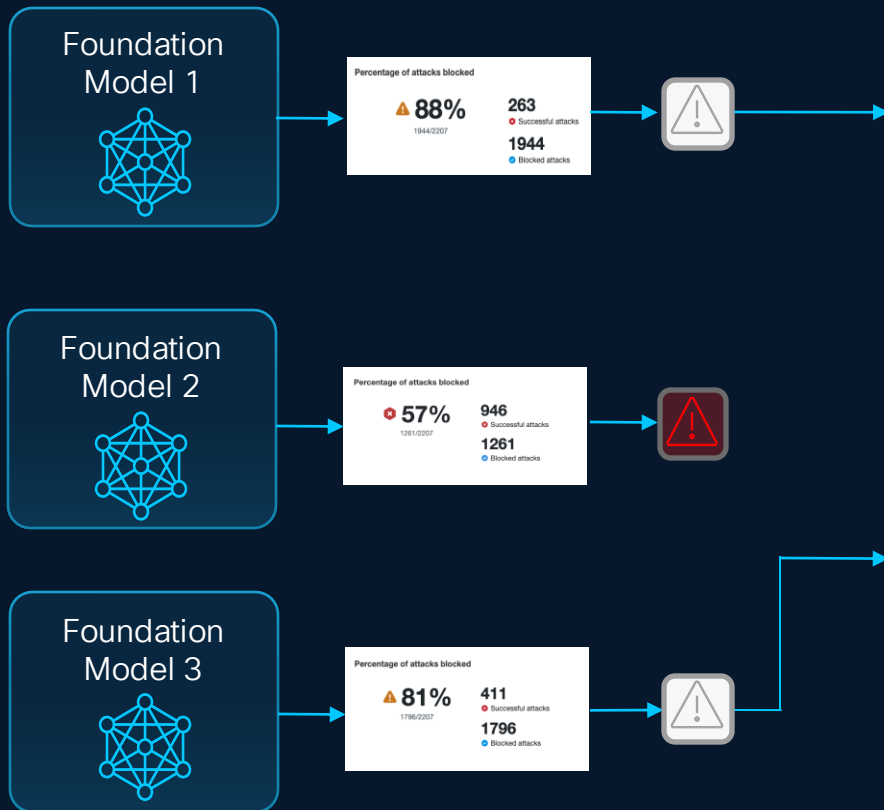 Foundation
Model 1
Percentage of attacks blocked
88%
1944/2207
263
Successful attacks
1944
Blocked attacks
Foundation
Model 2
Percentage of attacks blocked
57%
1261/2207
946
Successful attacks
1261
Blocked attacks
Foundation
Model 3
Percentage of attacks blocked
81%
1796/2207
411
Successful attacks
1796
Blocked attacks